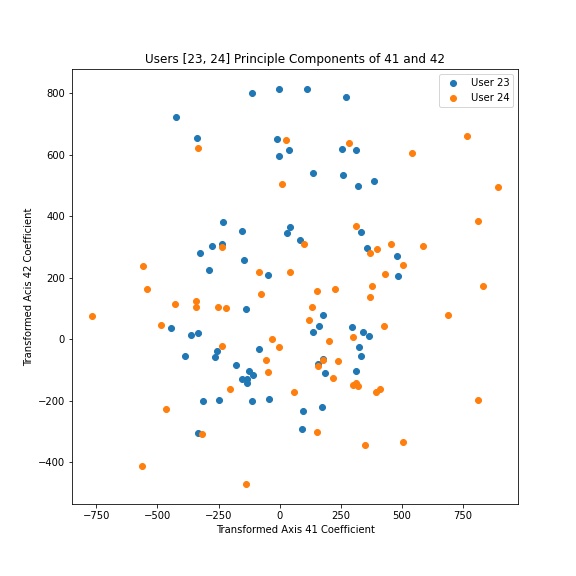 Users [23, 24] Principle Components of 41 and 42
User 23
User 24
Transformed Acis 42 Coefficient
800
600
400
200
0
−200
−400
−750
−500
−250
0
250
500
750
Transformed Axis 41 Coefficient